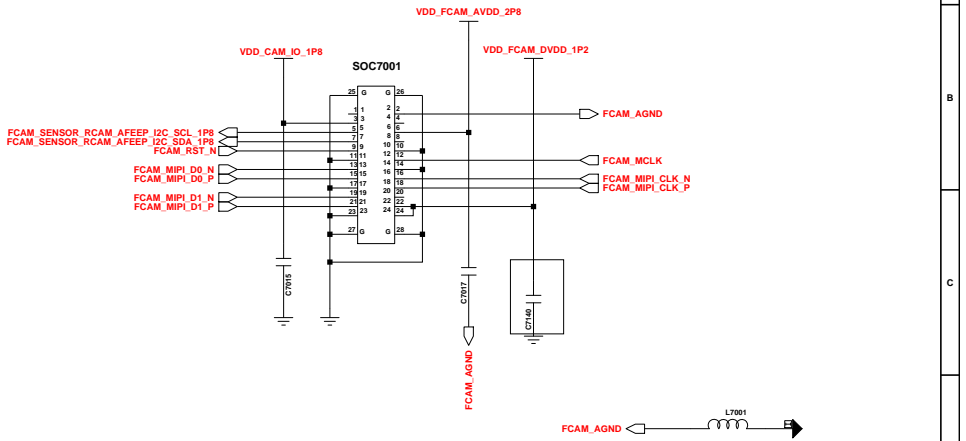 VDD_FCAM_AVDD_2P8
VDD_CAM_IO_1P8
VDD_FCAM_DVDD_1P2
SOC7001
B
25 G G 26
1 1 2 2
3 3 4 4
5 5 6 6
7 7 8 8
9 9 10 10
11 11 12 12
13 13 14 14
15 15 16 16
17 17 18 18
19 19 20 20
21 21 22 22
23 23 24 24
27 G G 28
FCAM_AGND
FCAM_SENSOR_RCAM_AFEEP_I2C_SCL_1P8
FCAM_SENSOR_RCAM_AFEEP_I2C_SDA_1P8
FCAM_RST_N
FCAM_MCLK
FCAM_MIPI_D0_N
FCAM_MIPI_D0_P
FCAM_MIPI_CLK_N
FCAM_MIPI_CLK_P
FCAM_MIPI_D1_N
FCAM_MIPI_D1_P
C7015
C7017
C7140
C
FCAM_AGND
L7001
FCAM_AGND